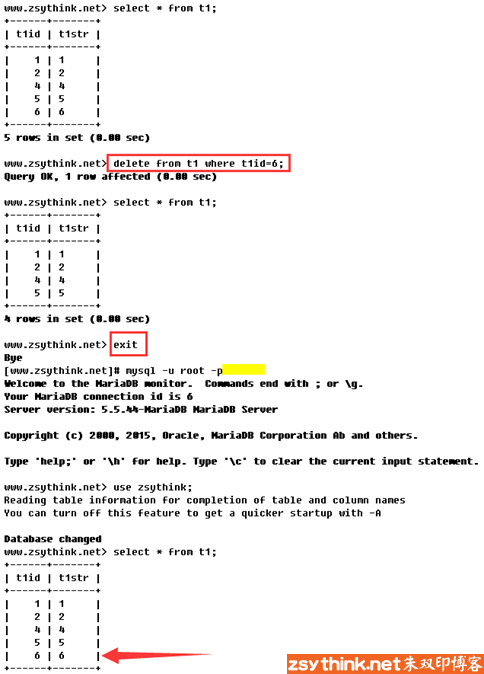 www.zsythink.net> select * from t1;
+------+-------+
| t1id | t1str |
+------+-------+
|    1 | 1     |
|    2 | 2     |
|    4 | 4     |
|    5 | 5     |
|    6 | 6     |
+------+-------+
5 rows in set (0.00 sec)
www.zsythink.net> delete from t1 where t1id=6;
Query OK, 1 row affected (0.00 sec)
www.zsythink.net> select * from t1;
+------+-------+
| t1id | t1str |
+------+-------+
|    1 | 1     |
|    2 | 2     |
|    4 | 4     |
|    5 | 5     |
+------+-------+
4 rows in set (0.00 sec)
www.zsythink.net> exit
Bye
[www.zsythink.net]# mysql -u root -p
Welcome to the MariaDB monitor.  Commands end with ; or \g.
Your MariaDB connection id is 6
Server version: 5.5.44-MariaDB MariaDB Server
Copyright (c) 2000, 2015, Oracle, MariaDB Corporation Ab and others.
Type 'help;' or '\h' for help. Type '\c' to clear the current input statement.
www.zsythink.net> use zsythink;
Reading table information for completion of table and column names
You can turn off this feature to get a quicker startup with -A
Database changed
www.zsythink.net> select * from t1;
+------+-------+
| t1id | t1str |
+------+-------+
|    1 | 1     |
|    2 | 2     |
|    4 | 4     |
|    5 | 5     |
|    6 | 6     |
+------+-------+
zsythink.net朱双印博客